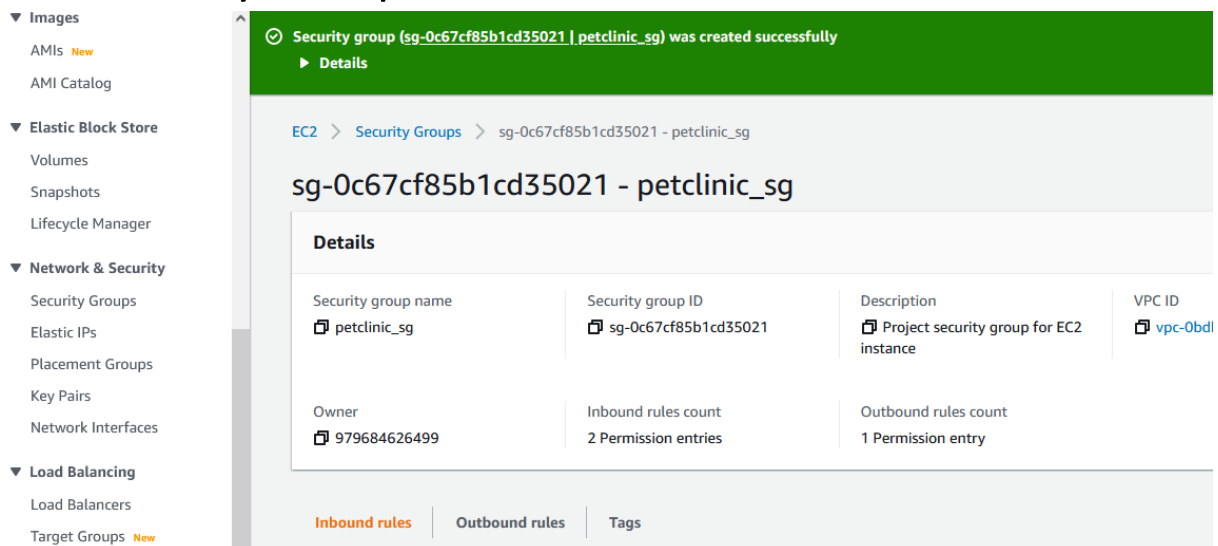 Images
AMIs New
AMI Catalog
Elastic Block Store
Volumes
Snapshots
Lifecycle Manager
Network & Security
Security Groups
Elastic IPs
Placement Groups
Key Pairs
Network Interfaces
Load Balancing
Load Balancers
Target Groups New
Security group (sg-0c67cf85b1cd35021 | petclinic_sg) was created successfully
Details
EC2 > Security Groups > sg-0c67cf85b1cd35021 - petclinic_sg
sg-0c67cf85b1cd35021 - petclinic_sg
Details
Security group name
petclinic_sg
Security group ID
sg-0c67cf85b1cd35021
Description
Project security group for EC2
instance
VPC ID
Owner
979684626499
Inbound rules count
2 Permission entries
Outbound rules count
1 Permission entry
Inbound rules
Outbound rules
Tags